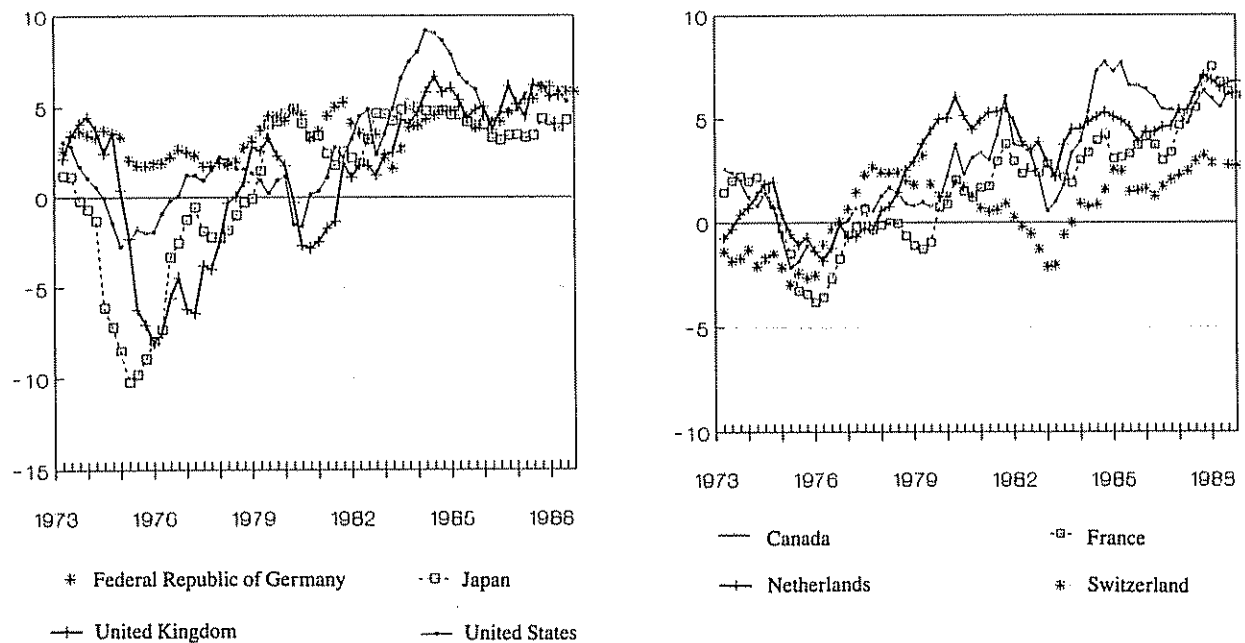 10
5
0
-5
-10
-15
1973 1976 1979 1982 1985 1988
* Federal Republic of Germany
Japan
United Kingdom
United States
10
5
0
-5
-10
1973 1976 1979 1982 1985 1989
Canada
France
Netherlands
* Switzerland